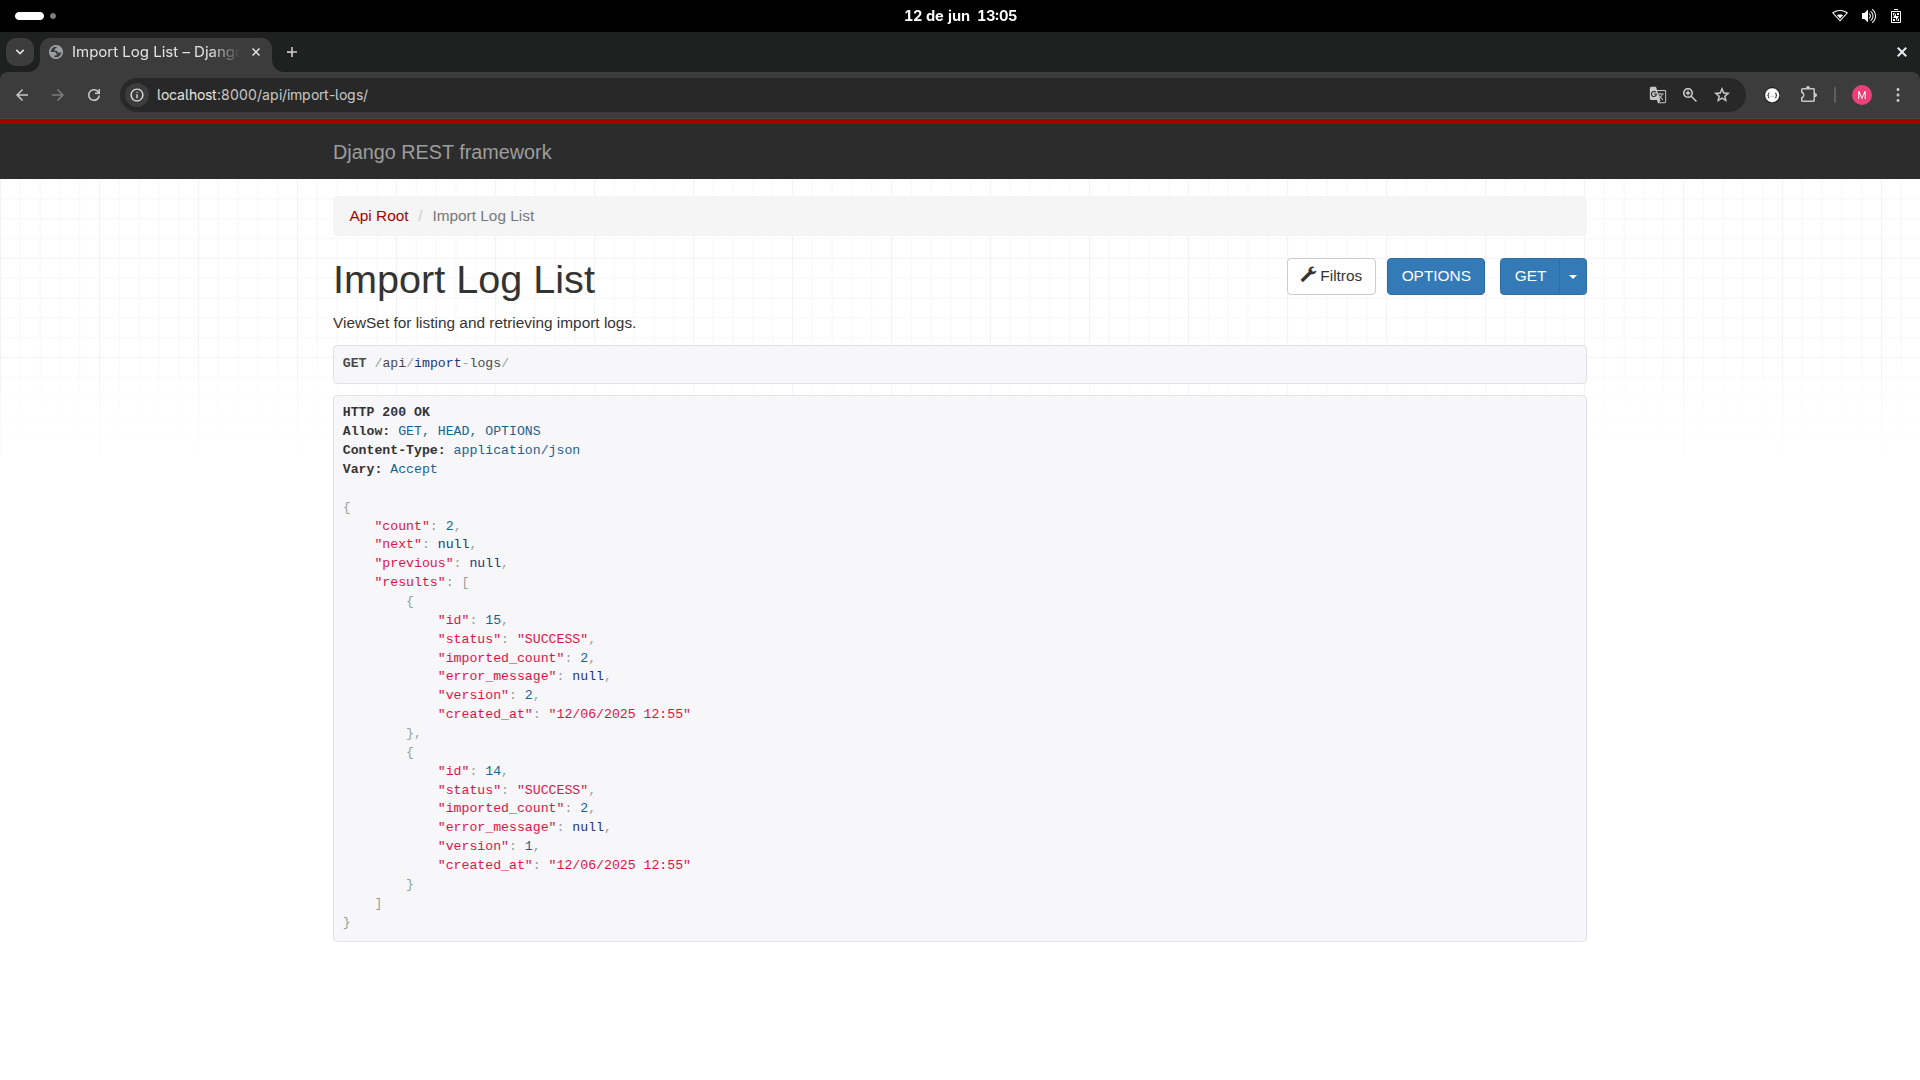 12 de jun 13:05
Import Log List – Djang
localhost:8000/api/import-logs/
M
Django REST framework
Api Root / Import Log List
Import Log List
Filtros
OPTIONS
GET
ViewSet for listing and retrieving import logs.
GET /api/import-logs/
HTTP 200 OK
Allow: GET, HEAD, OPTIONS
Content-Type: application/json
Vary: Accept
{
    "count": 2,
    "next": null,
    "previous": null,
    "results": [
        {
            "id": 15,
            "status": "SUCCESS",
            "imported_count": 2,
            "error_message": null,
            "version": 2,
            "created_at": "12/06/2025 12:55"
        },
        {
            "id": 14,
            "status": "SUCCESS",
            "imported_count": 2,
            "error_message": null,
            "version": 1,
            "created_at": "12/06/2025 12:55"
        }
    ]
}